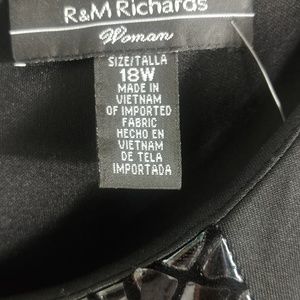 R&M Richards
Woman
SIZE/TALLA
18W
MADE IN
VIETNAM
OF IMPORTED
FABRIC
HECHO EN
VIETNAM
DE TELA
IMPORTADA